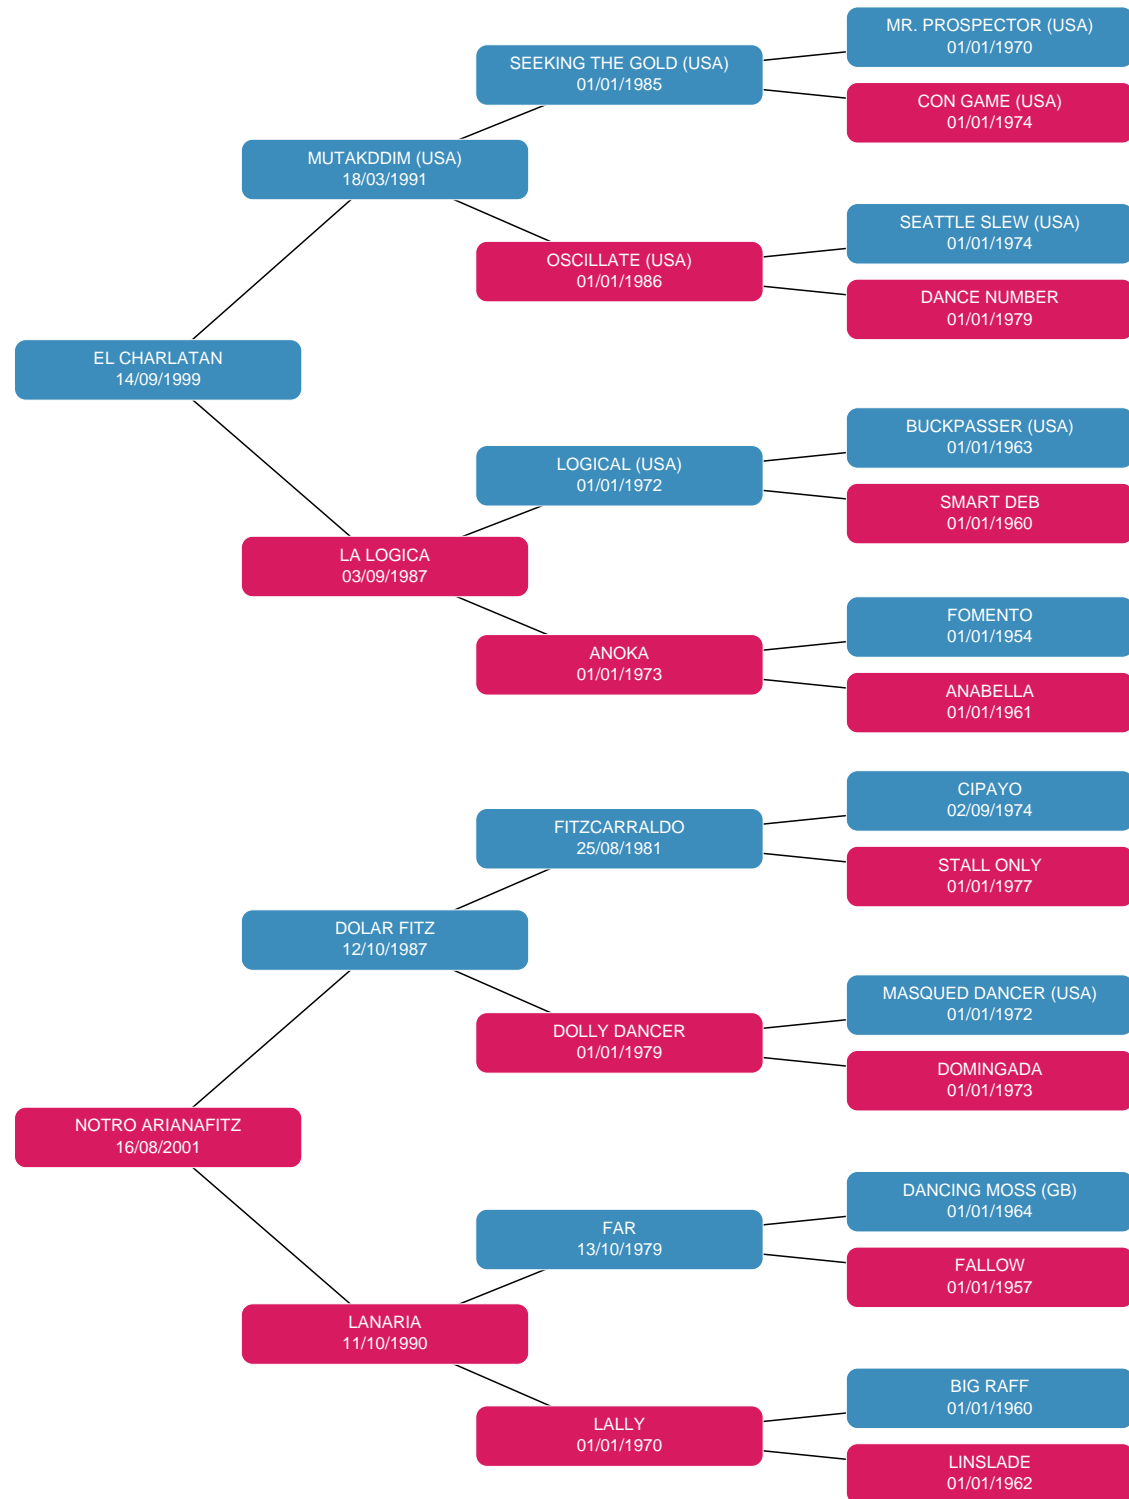 MR. PROSPECTOR (USA)
01/01/1970
SEEKING THE GOLD (USA)
01/01/1985
CON GAME (USA)
01/01/1974
MUTAKDDIM (USA)
18/03/1991
SEATTLE SLEW (USA)
01/01/1974
OSCILLATE (USA)
01/01/1986
DANCE NUMBER
01/01/1979
EL CHARLATAN
14/09/1999
BUCKPASSER (USA)
01/01/1963
LOGICAL (USA)
01/01/1972
SMART DEB
01/01/1960
LA LOGICA
03/09/1987
FOMENTO
01/01/1954
ANOKA
01/01/1973
ANABELLA
01/01/1961
CIPAYO
02/09/1974
FITZCARRALDO
25/08/1981
STALL ONLY
01/01/1977
DOLAR FITZ
12/10/1987
MASQUED DANCER (USA)
01/01/1972
DOLLY DANCER
01/01/1979
DOMINGADA
01/01/1973
NOTRO ARIANAFITZ
16/08/2001
DANCING MOSS (GB)
01/01/1964
FAR
13/10/1979
FALLOW
01/01/1957
LANARIA
11/10/1990
BIG RAFF
01/01/1960
LALLY
01/01/1970
LINSLADE
01/01/1962